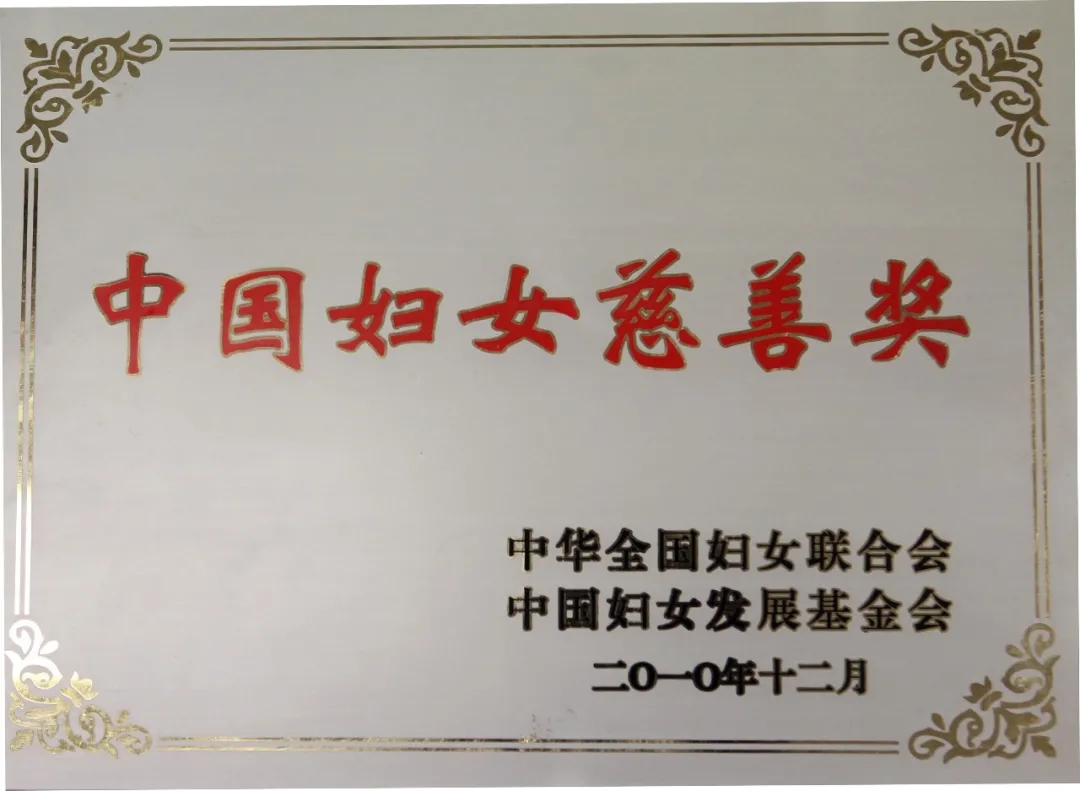 中国妇女慈善奖
中华全国妇女联合会
中国妇女发展基金会
二〇一〇年十二月